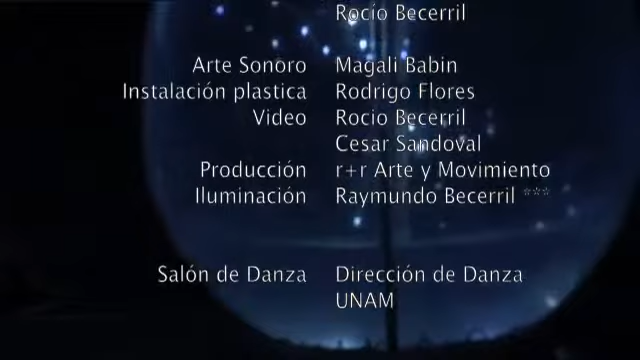 Rocío Becerril
Arte Sonoro Magali Babin
Instalación plastica Rodrigo Flores
Video Rocio Becerril
Cesar Sandoval
Producción r+r Arte y Movimiento
Iluminación Raymundo Becerril ***
Salón de Danza Dirección de Danza
UNAM